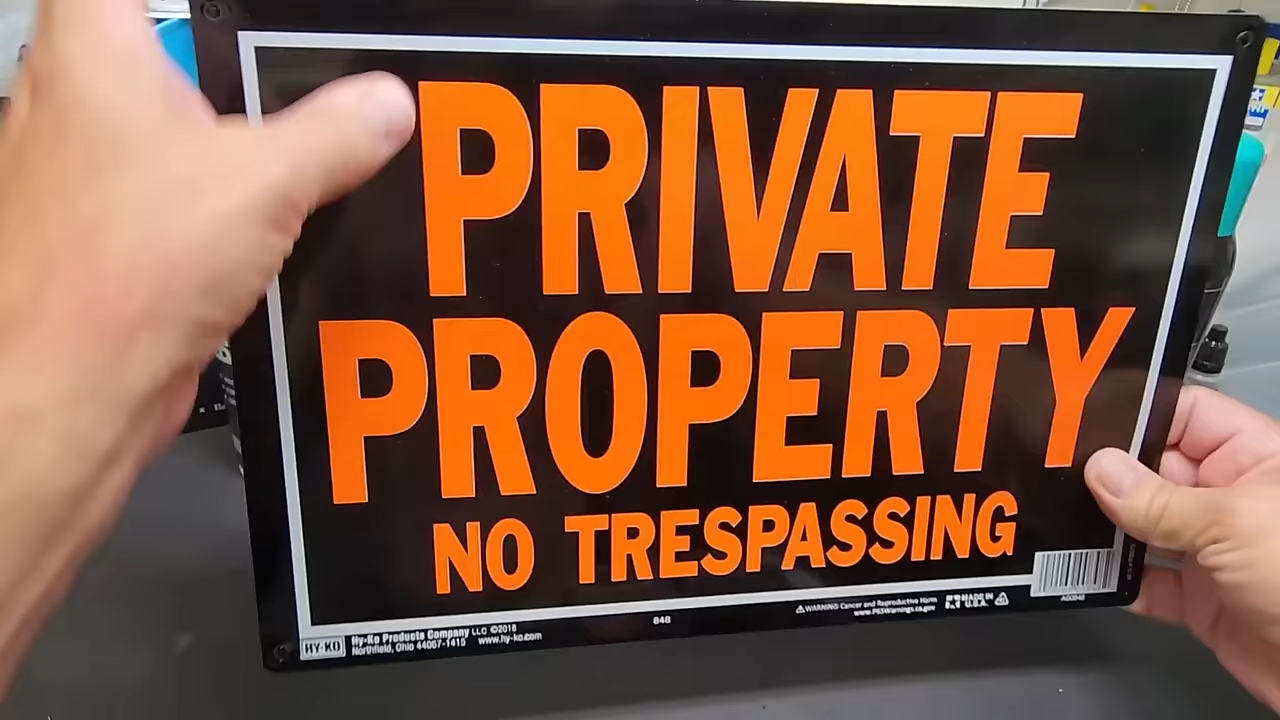 PRIVATE
PROPERTY
NO TRESPASSING
HY-KO
Hy-Ko Products Company LLC ©2018
Northfield, Ohio 44067-1415 www.hy-ko.com
848
WARNING Cancer and Reproductive Harm
www.P65Warnings.ca.gov
MADE IN
U.S.A.